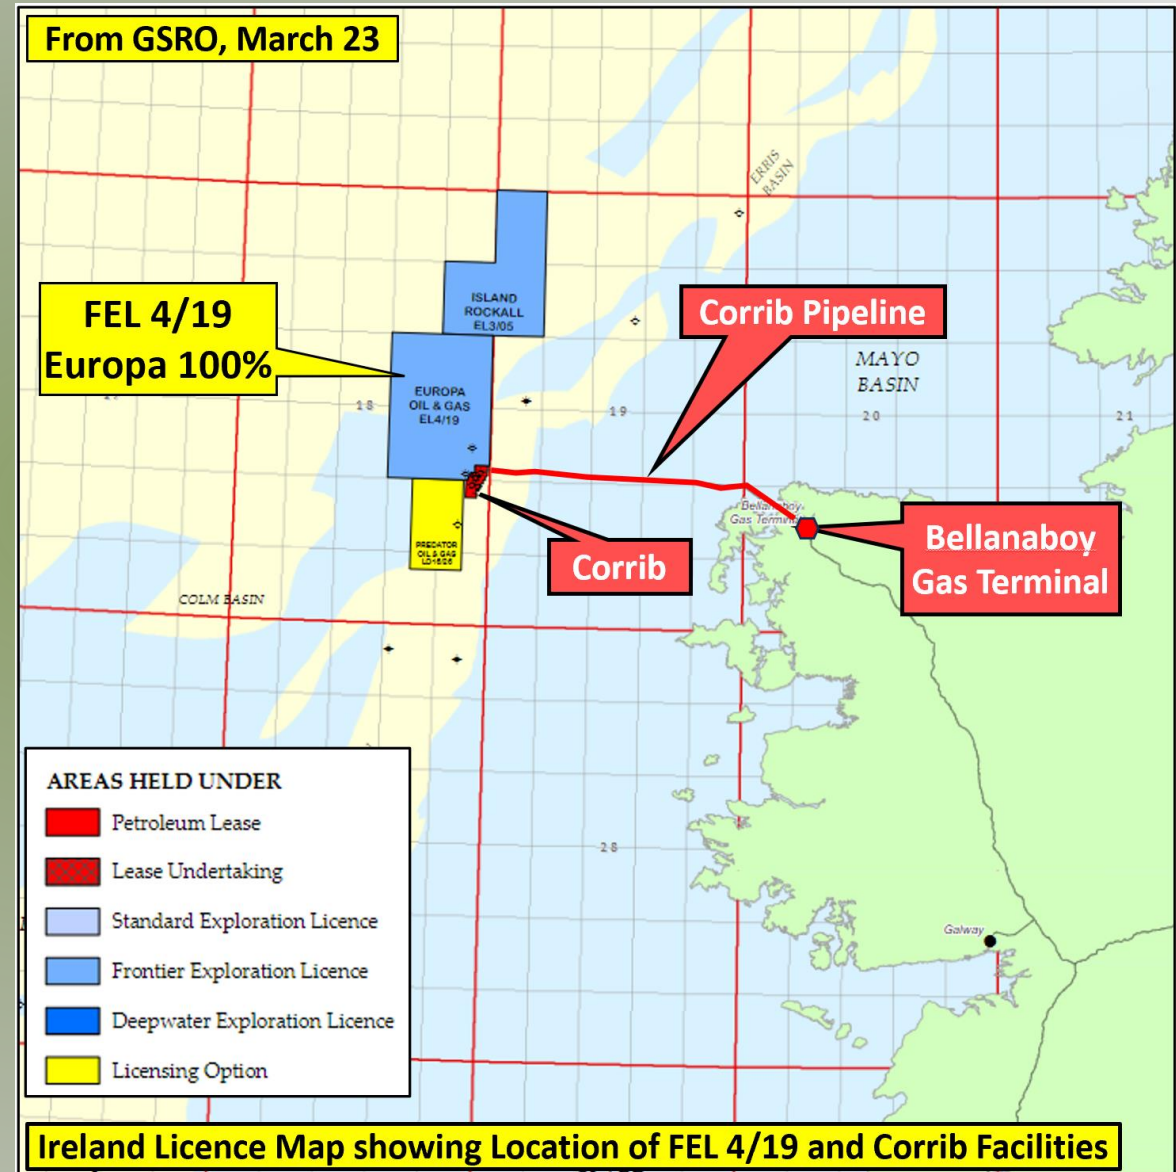 From GSRO, March 23
ERRIS
BASIN
FEL 4/19
Europa 100%
ISLAND
ROCKALL
EL3/05
Corrib Pipeline
MAYO
BASIN
EUROPA
OIL & GAS
EL4/19
18
19
20
21
Bellanaboy
Gas Terminal
Corrib
Bellanaboy
Gas Terminal
PREDATOR
OIL & GAS
COLM BASIN
28
AREAS HELD UNDER
Petroleum Lease
Lease Undertaking
Standard Exploration Licence
Frontier Exploration Licence
Deepwater Exploration Licence
Licensing Option
Galway
Ireland Licence Map showing Location of FEL 4/19 and Corrib Facilities